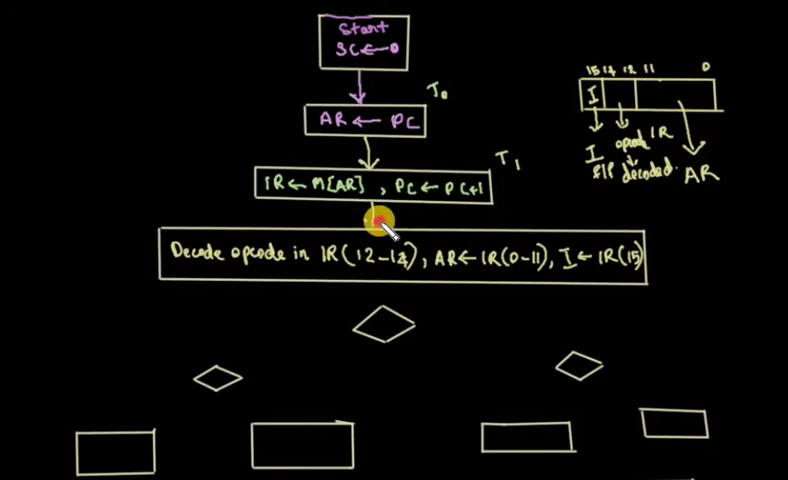 Start
SC ← 0
T0
AR ← PC
T1
IR ← M[AR] , PC ← PC+1
Decode opcode in IR(12-14), AR ← IR(0-11), I ← IR(15)
15 14 12 11 0
I
I opcode IR
F/F decoded. AR